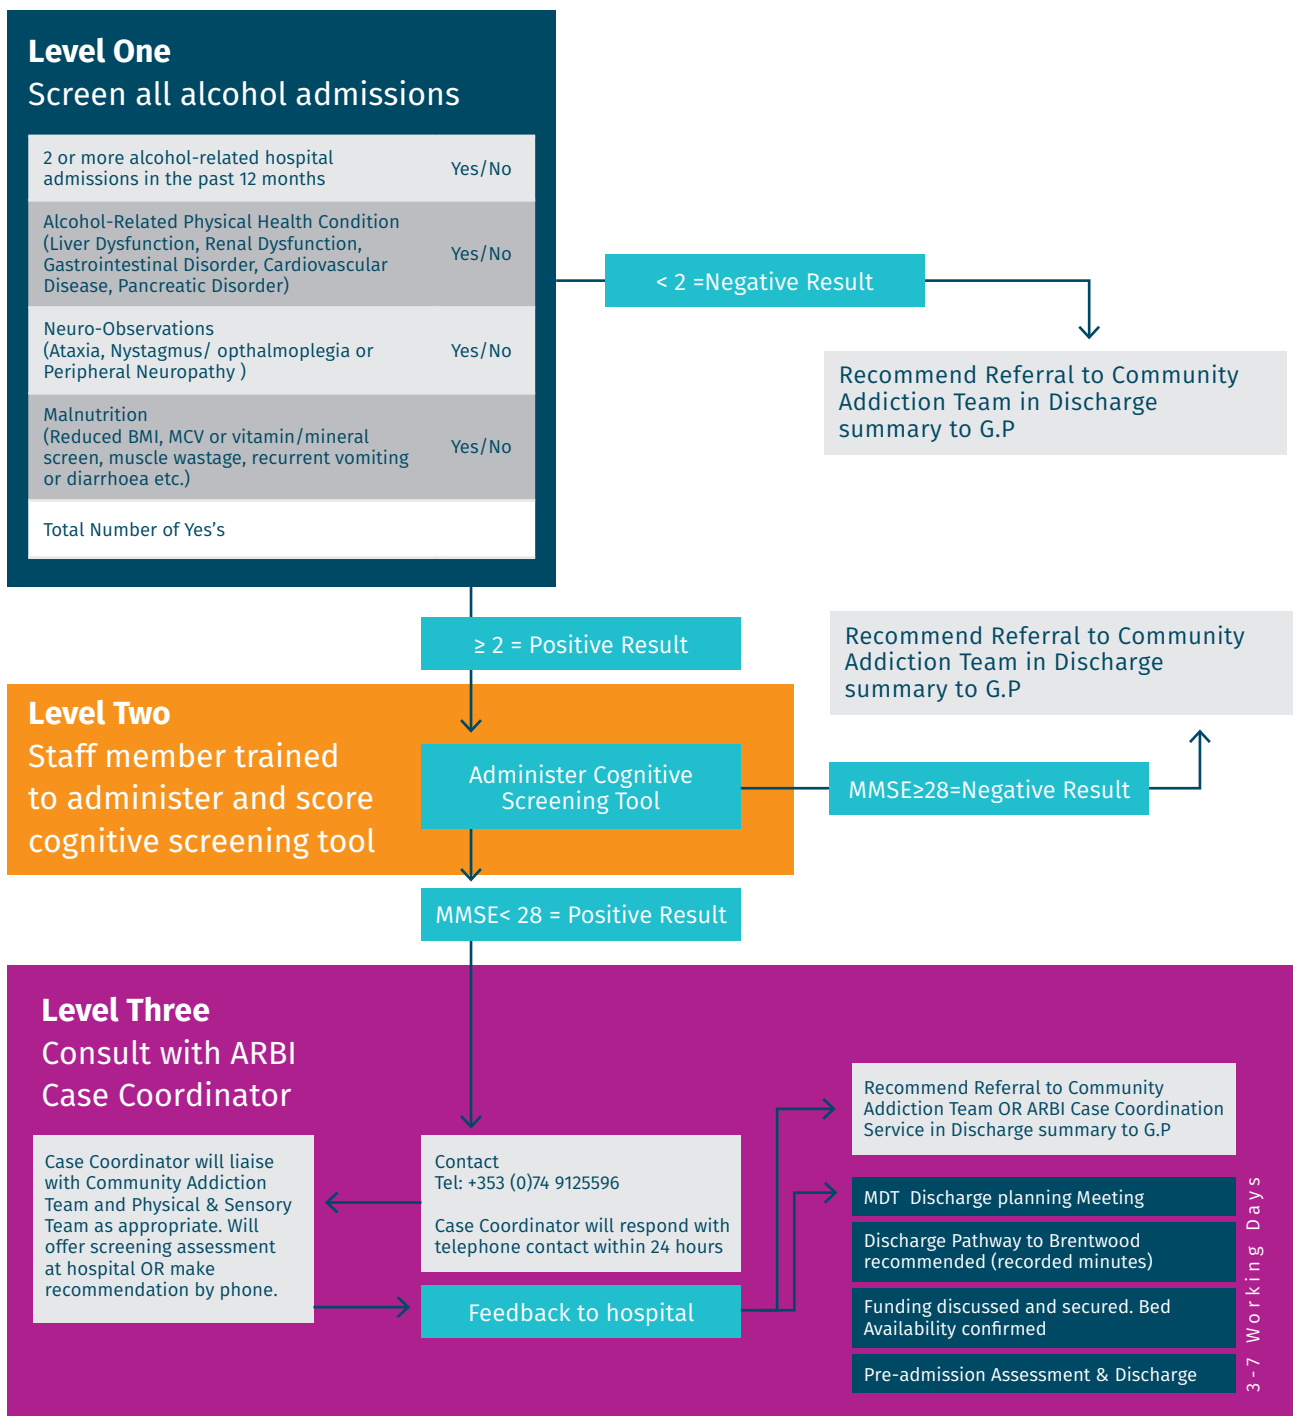 Level One
Screen all alcohol admissions
2 or more alcohol-related hospital
admissions in the past 12 months
Yes/No
Alcohol-Related Physical Health Condition
(Liver Dysfunction, Renal Dysfunction,
Gastrointestinal Disorder, Cardiovascular
Disease, Pancreatic Disorder)
Yes/No
Neuro-Observations
(Ataxia, Nystagmus/ opthalmoplegia or
Peripheral Neuropathy )
Yes/No
Malnutrition
(Reduced BMI, MCV or vitamin/mineral
screen, muscle wastage, recurrent vomiting
or diarrhoea etc.)
Yes/No
Total Number of Yes's
< 2 =Negative Result
Recommend Referral to Community
Addiction Team in Discharge
summary to G.P
≥ 2 = Positive Result
Level Two
Staff member trained
to administer and score
cognitive screening tool
Administer Cognitive
Screening Tool
MMSE≥28=Negative Result
Recommend Referral to Community
Addiction Team in Discharge
summary to G.P
MMSE< 28 = Positive Result
Level Three
Consult with ARBI
Case Coordinator
Case Coordinator will liaise
with Community Addiction
Team and Physical & Sensory
Team as appropriate. Will
offer screening assessment
at hospital OR make
recommendation by phone.
Contact
Tel: +353 (0)74 9125596
Case Coordinator will respond with
telephone contact within 24 hours
Feedback to hospital
Recommend Referral to Community
Addiction Team OR ARBI Case Coordination
Service in Discharge summary to G.P
MDT Discharge planning Meeting
Discharge Pathway to Brentwood
recommended (recorded minutes)
Funding discussed and secured. Bed
Availability confirmed
Pre-admission Assessment & Discharge
3-7 Working Days